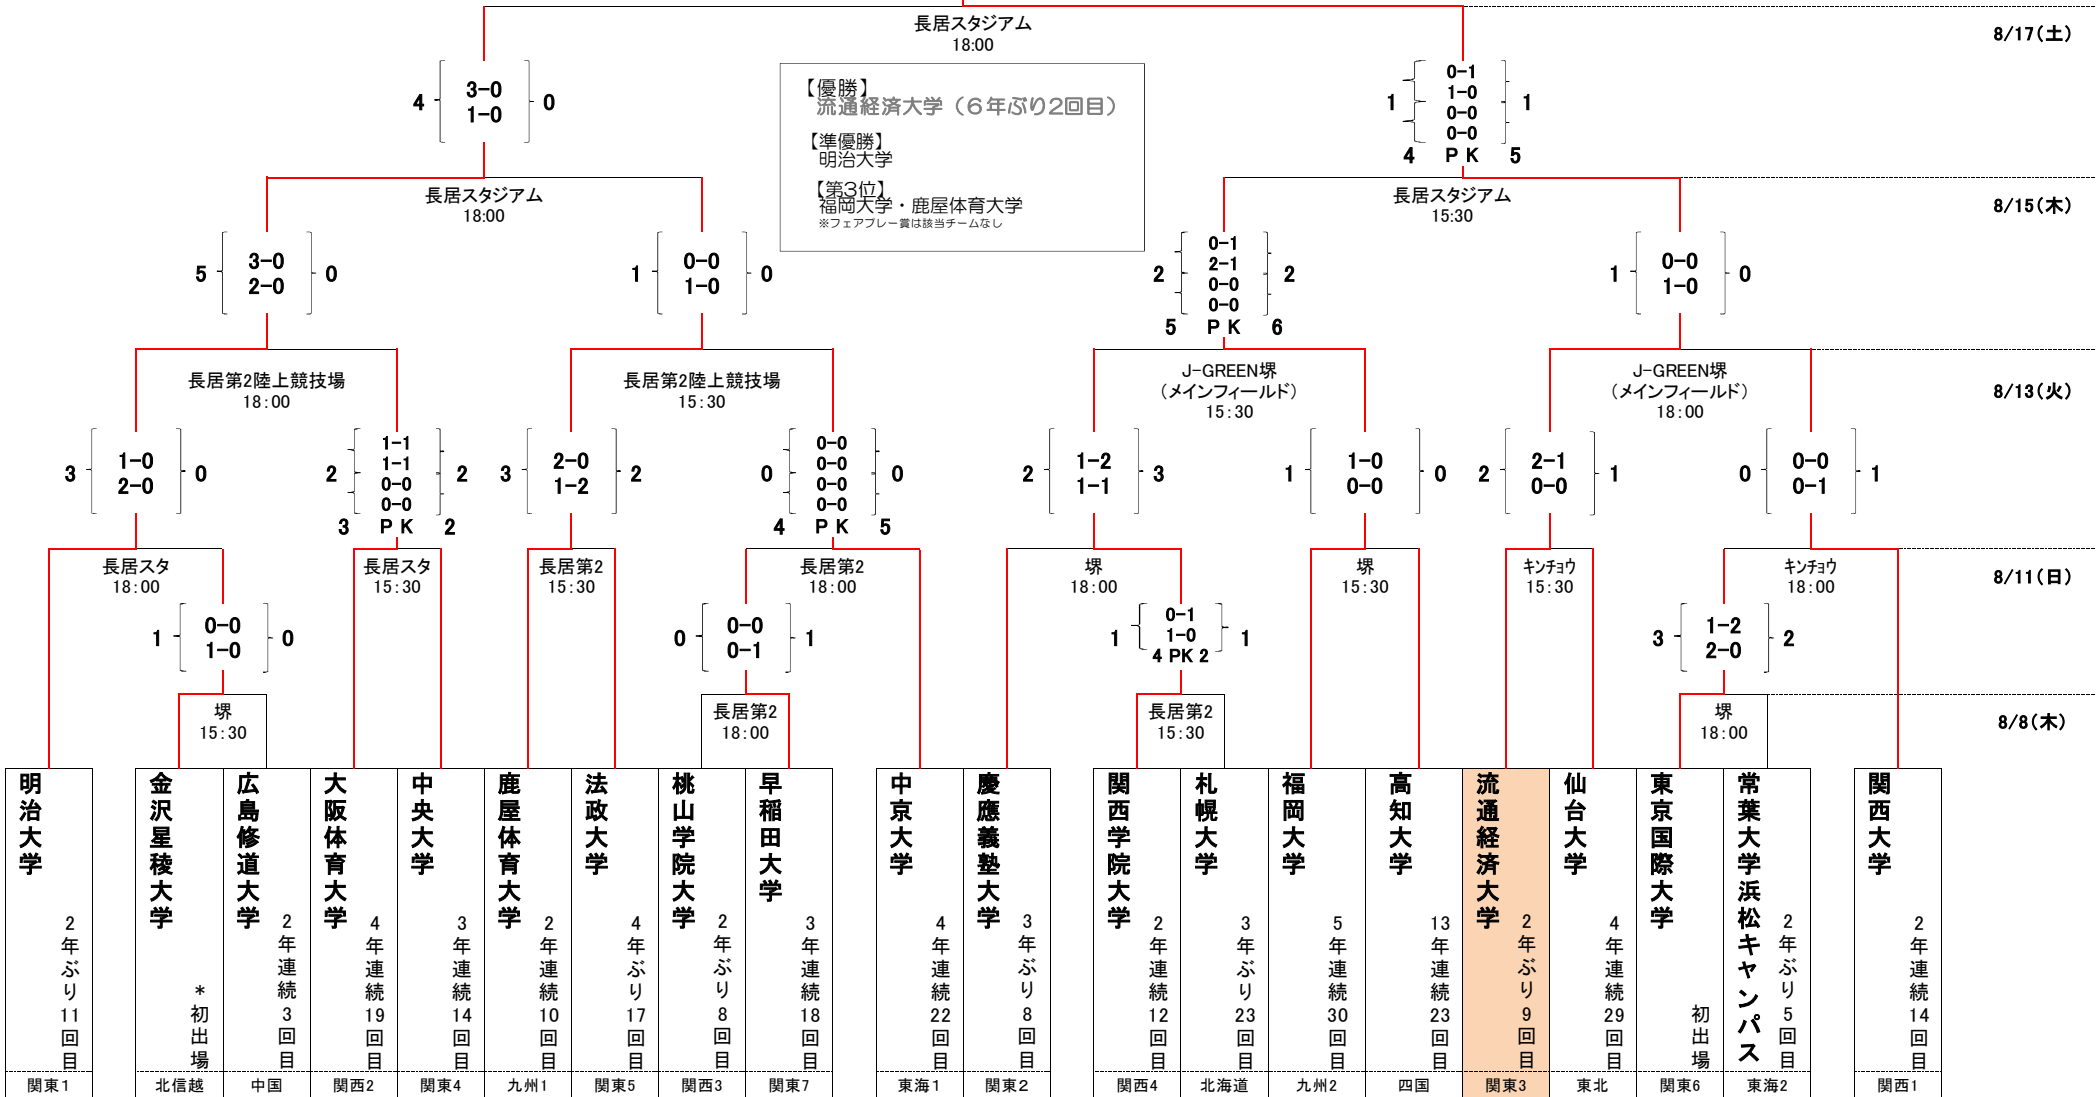 長居スタジアム
18:00
8/17(土)
4
3-0
1-0
0
【優勝】
流通経済大学(6年ぶり2回目)
【準優勝】
明治大学
【第3位】
福岡大学・鹿屋体育大学
※フェアプレー賞は該当チームなし
1
0-1
1-0
0-0
0-0
1
4 PK 5
長居スタジアム
18:00
長居スタジアム
15:30
8/15(木)
5
3-0
2-0
0
1
0-0
1-0
0
2
0-1
2-1
0-0
0-0
2
5 PK 6
1
0-0
1-0
0
長居第2陸上競技場
18:00
長居第2陸上競技場
15:30
J-GREEN堺
(メインフィールド)
15:30
J-GREEN堺
(メインフィールド)
18:00
8/13(火)
3
1-0
2-0
0
2
1-1
1-1
0-0
0-0
2
3 PK 2
3
2-0
1-2
2
0
0-0
0-0
0-0
0-0
0
4 PK 5
2
1-2
1-1
3
1
1-0
0-0
0
2
2-1
0-0
1
0
0-0
0-1
1
長居スタ
18:00
長居スタ
15:30
長居第2
15:30
長居第2
18:00
堺
18:00
堺
15:30
キンチョウ
15:30
キンチョウ
18:00
8/11(日)
1
0-0
1-0
0
0
0-0
0-1
1
1
0-1
1-0
4 PK 2
1
3
1-2
2-0
2
堺
15:30
長居第2
18:00
長居第2
15:30
堺
18:00
8/8(木)
明治大学
2年ぶり11回目
関東1
金沢星稜大学
*初出場
北信越
広島修道大学
2年連続3回目
中国
大阪体育大学
4年連続19回目
関西2
中央大学
3年連続14回目
関東4
鹿屋体育大学
2年連続10回目
九州1
法政大学
4年ぶり17回目
関東5
桃山学院大学
2年ぶり8回目
関西3
早稲田大学
3年連続18回目
関東7
中京大学
4年連続22回目
東海1
慶應義塾大学
3年ぶり8回目
関東2
関西学院大学
2年連続12回目
関西4
札幌大学
3年ぶり23回目
北海道
福岡大学
5年連続30回目
九州2
高知大学
13年連続23回目
四国
流通経済大学
2年ぶり9回目
関東3
仙台大学
4年連続29回目
東北
東京国際大学
初出場
関東6
常葉大学浜松キャンパス
2年ぶり5回目
東海2
関西大学
2年連続14回目
関西1